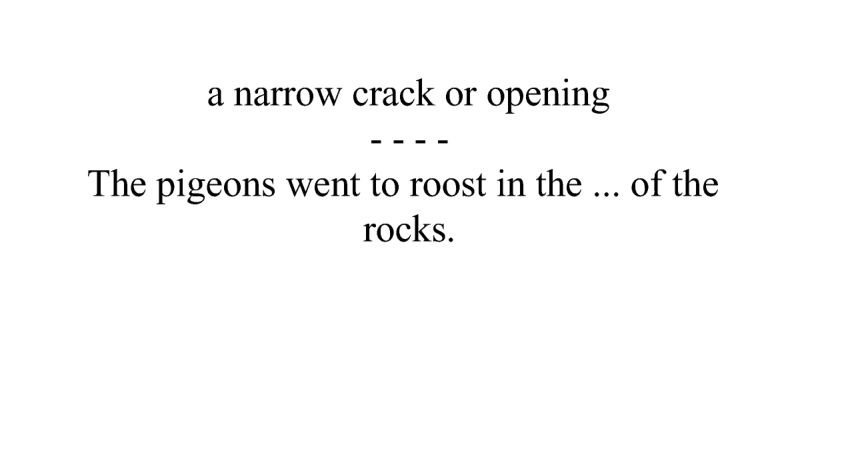 a narrow crack or opening
- - - -
The pigeons went to roost in the ... of the
rocks.